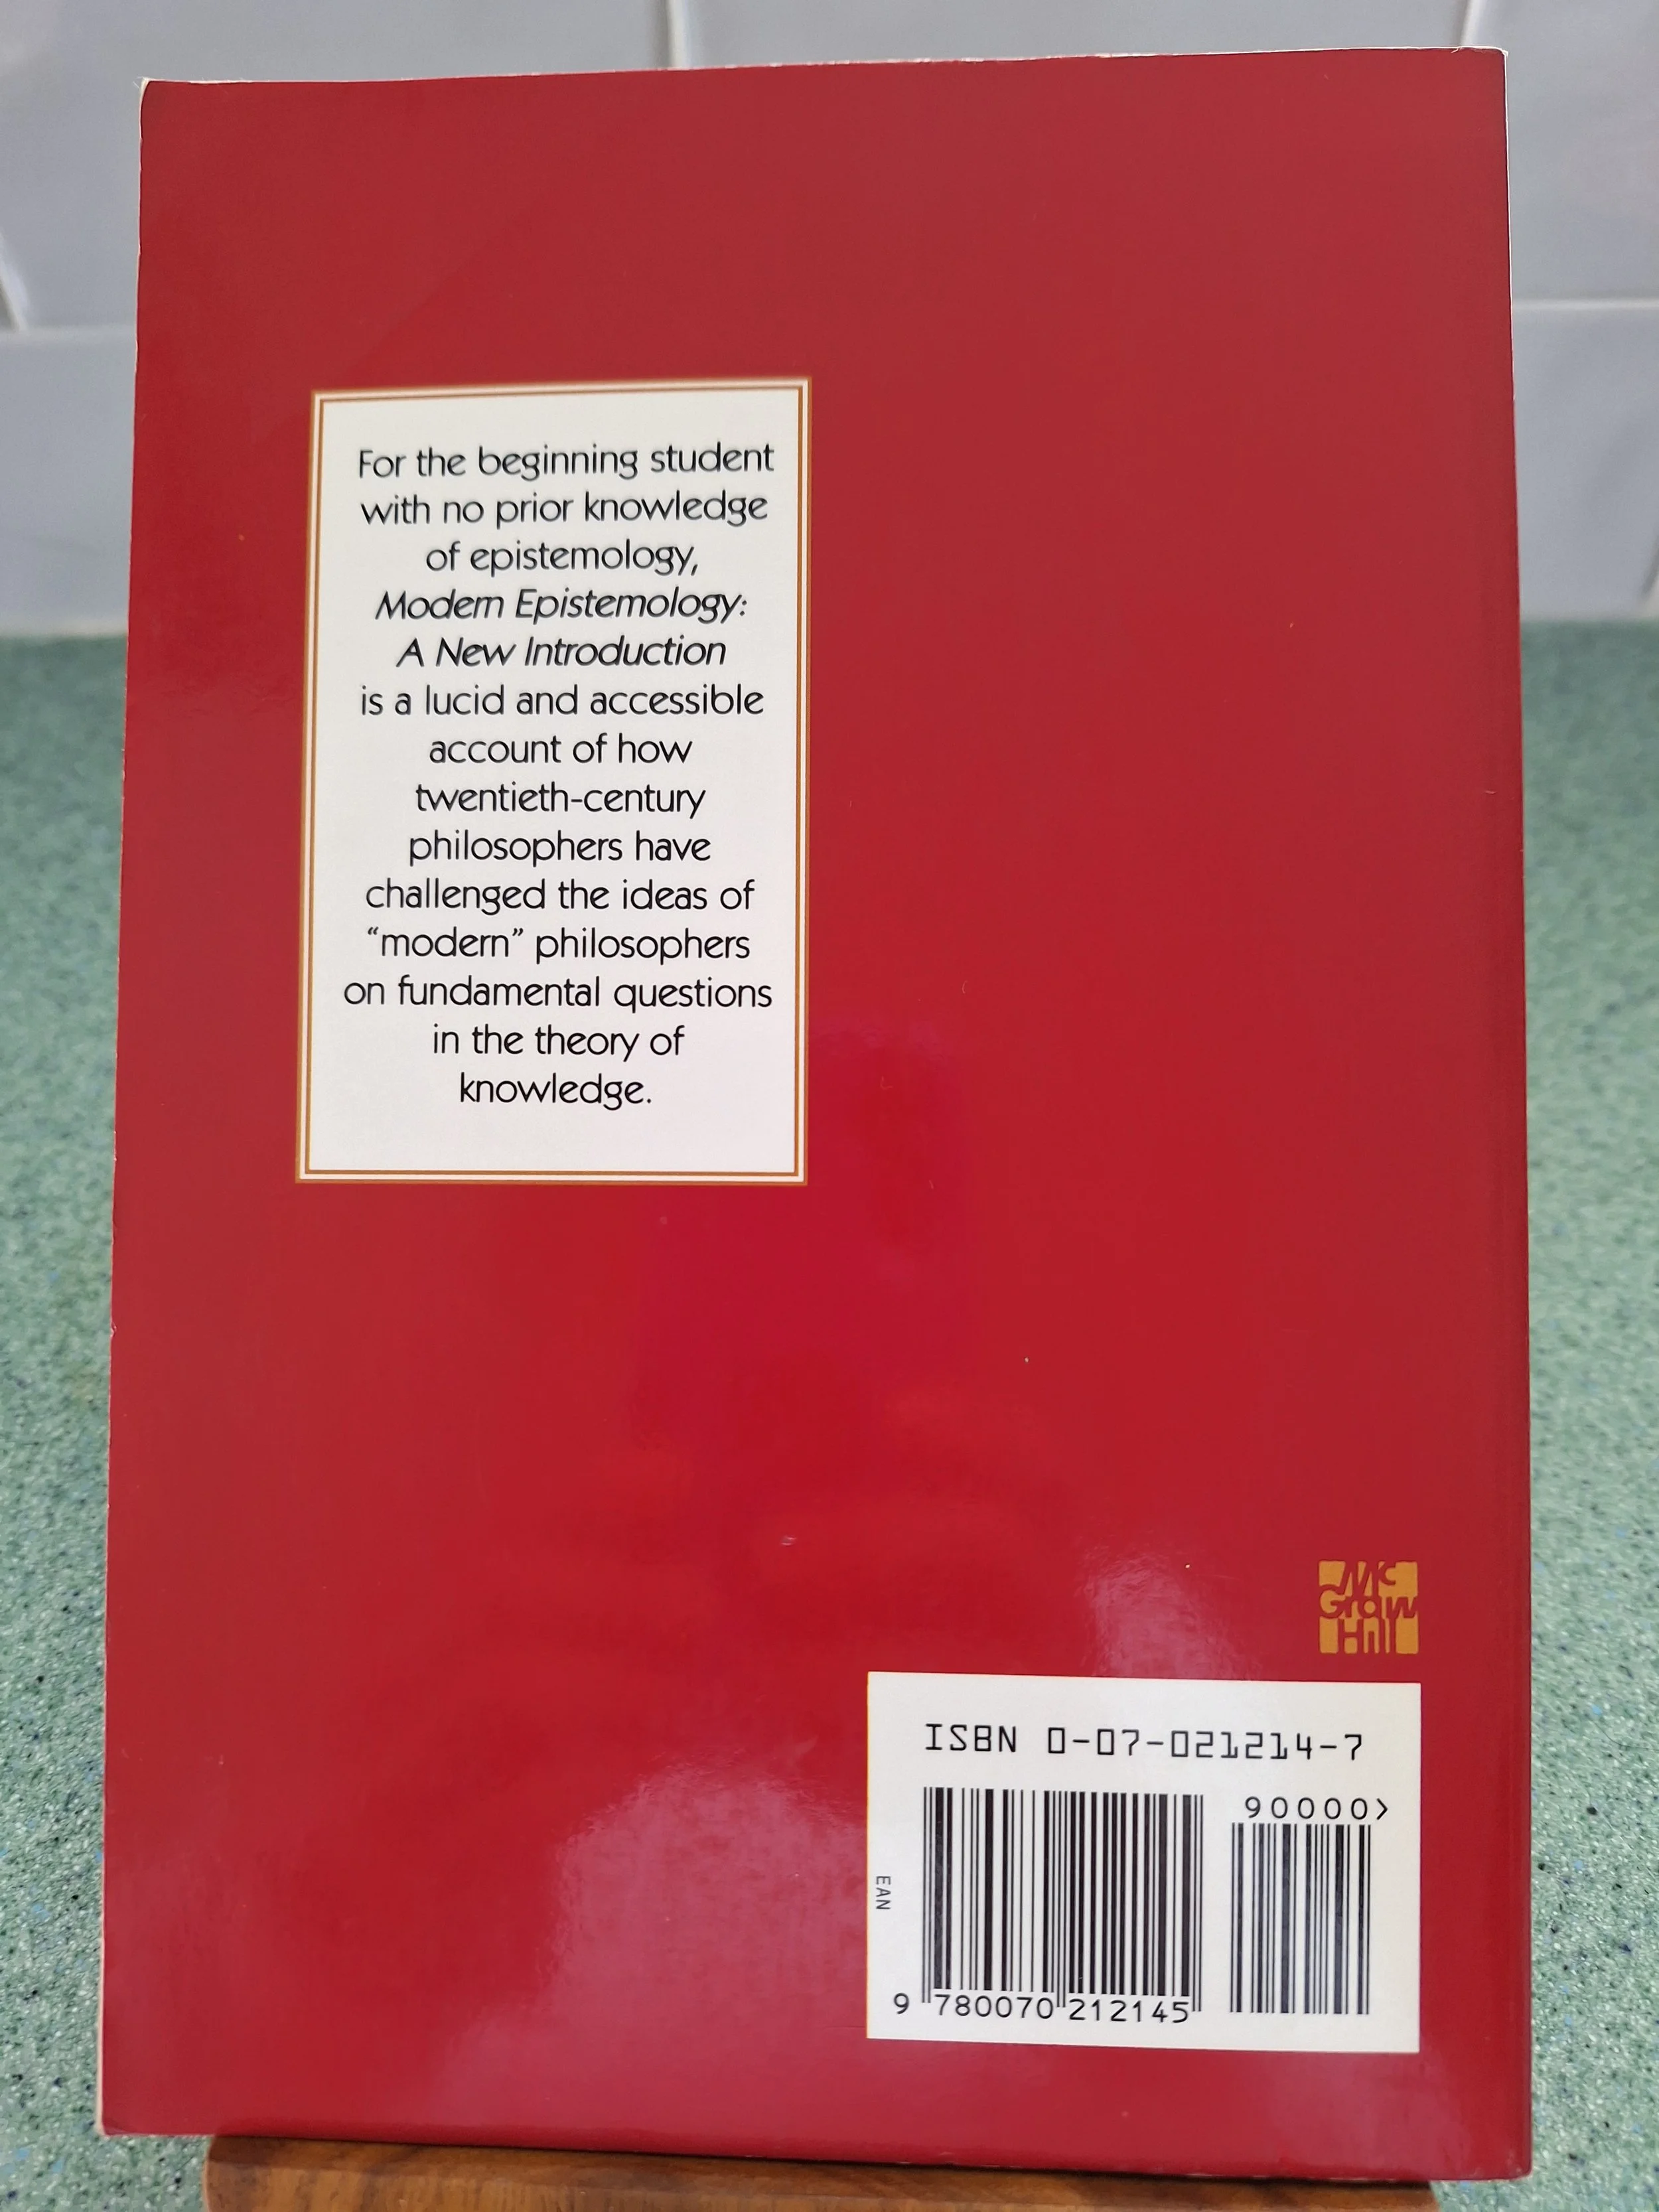 For the beginning student
with no prior knowledge
of epistemology,
Modern Epistemology:
A New Introduction
is a lucid and accessible
account of how
twentieth-century
philosophers have
challenged the ideas of
“modern” philosophers
on fundamental questions
in the theory of
knowledge.
Mc
Graw
Hill
ISBN 0-07-021214-7
90000>
EAN
9 780070 212145